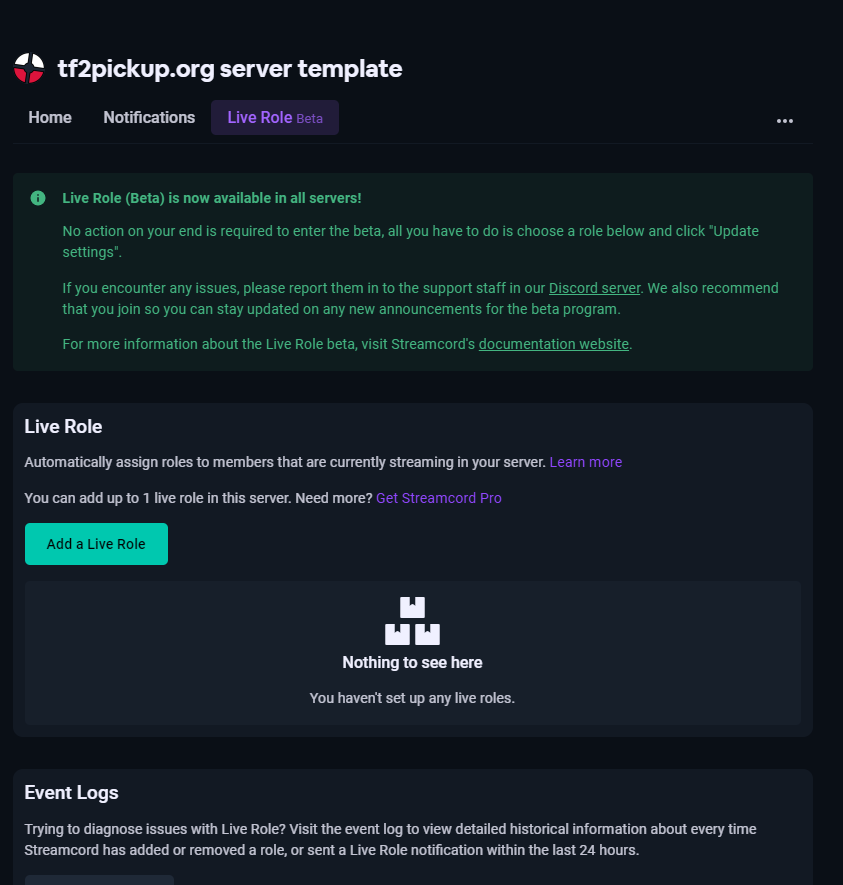 tf2pickup.org server template
Home Notifications Live Role Beta
Live Role (Beta) is now available in all servers!
No action on your end is required to enter the beta, all you have to do is choose a role below and click "Update
settings".
If you encounter any issues, please report them in to the support staff in our Discord server. We also recommend
that you join so you can stay updated on any new announcements for the beta program.
For more information about the Live Role beta, visit Streamcord's documentation website.
Live Role
Automatically assign roles to members that are currently streaming in your server. Learn more
You can add up to 1 live role in this server. Need more? Get Streamcord Pro
Add a Live Role
Nothing to see here
You haven't set up any live roles.
Event Logs
Trying to diagnose issues with Live Role? Visit the event log to view detailed historical information about every time
Streamcord has added or removed a role, or sent a Live Role notification within the last 24 hours.